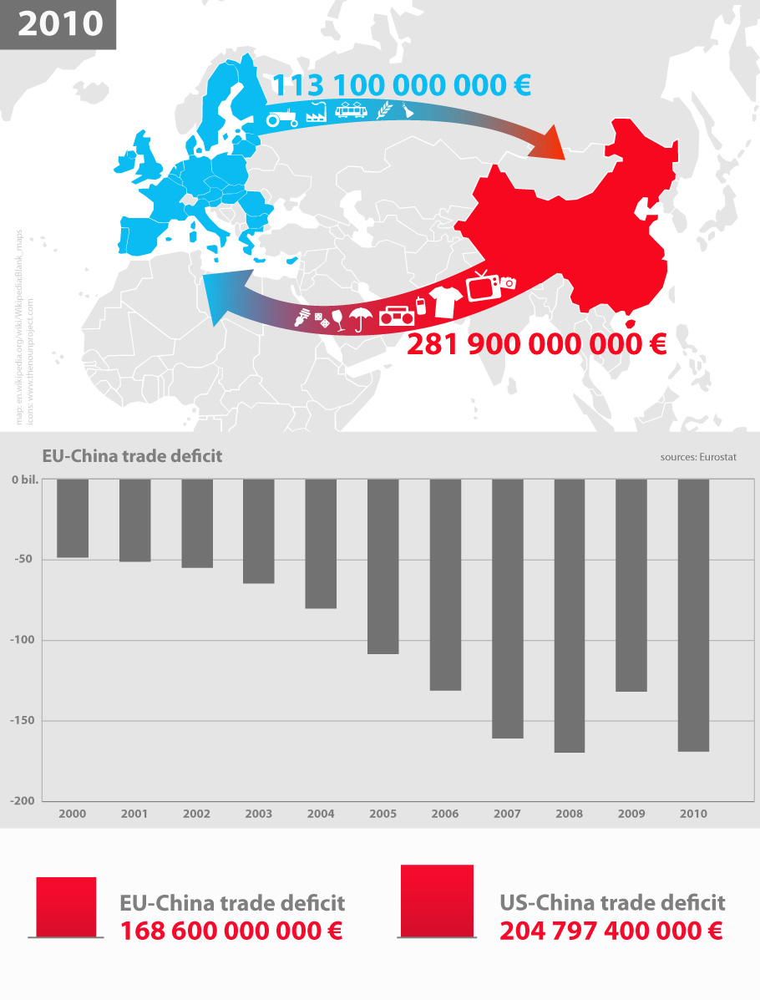 2010
113 100 000 000 €
281 900 000 000 €
map: en.wikipedia.org/wiki/Wikipedia:Blank_maps
icons: www.thenounproject.com
EU-China trade deficit
sources: Eurostat
0 bil.
-50
-100
-150
-200
2000 2001 2002 2003 2004 2005 2006 2007 2008 2009 2010
EU-China trade deficit
168 600 000 000 €
US-China trade deficit
204 797 400 000 €